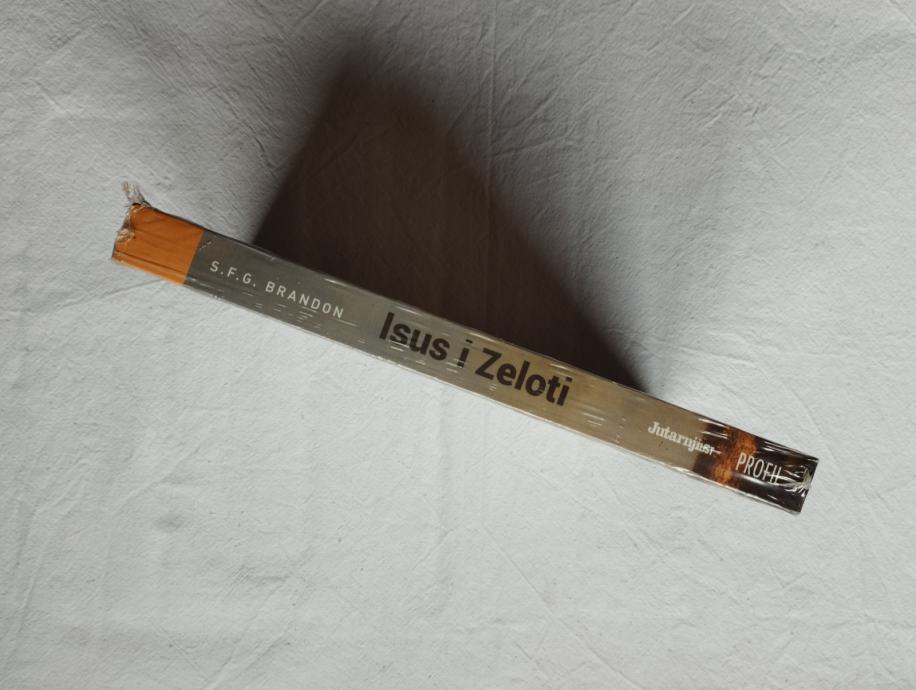 S.F.G. BRANDON
Isus i Zeloti
Jutarnji LIST
PROFIL